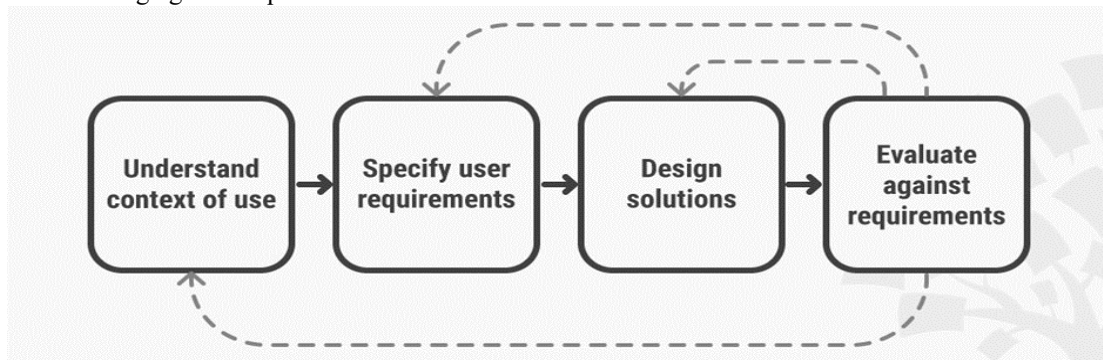 Understand
context of use
Specify user
requirements
Design
solutions
Evaluate
against
requirements